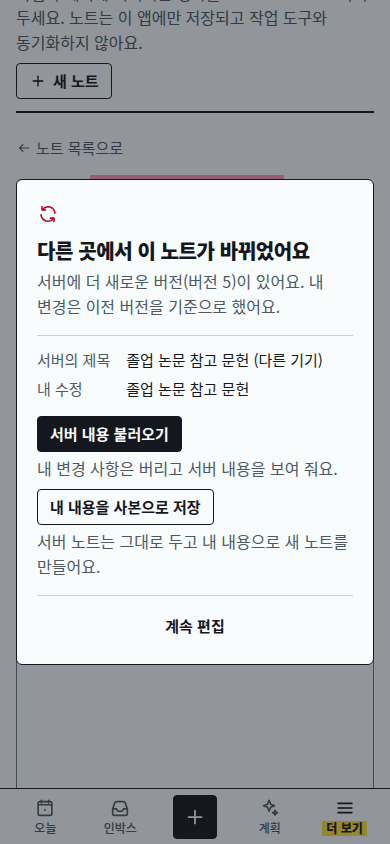 두세요. 노트는 이 앱에만 저장되고 작업 도구와
동기화하지 않아요.
새 노트
← 노트 목록으로
다른 곳에서 이 노트가 바뀌었어요
서버에 더 새로운 버전(버전 5)이 있어요. 내
변경은 이전 버전을 기준으로 했어요.
서버의 제목 졸업 논문 참고 문헌 (다른 기기)
내 수정 졸업 논문 참고 문헌
서버 내용 불러오기
내 변경 사항은 버리고 서버 내용을 보여 줘요.
내 내용을 사본으로 저장
서버 노트는 그대로 두고 내 내용으로 새 노트를
만들어요.
계속 편집
오늘 인박스 계획 더 보기